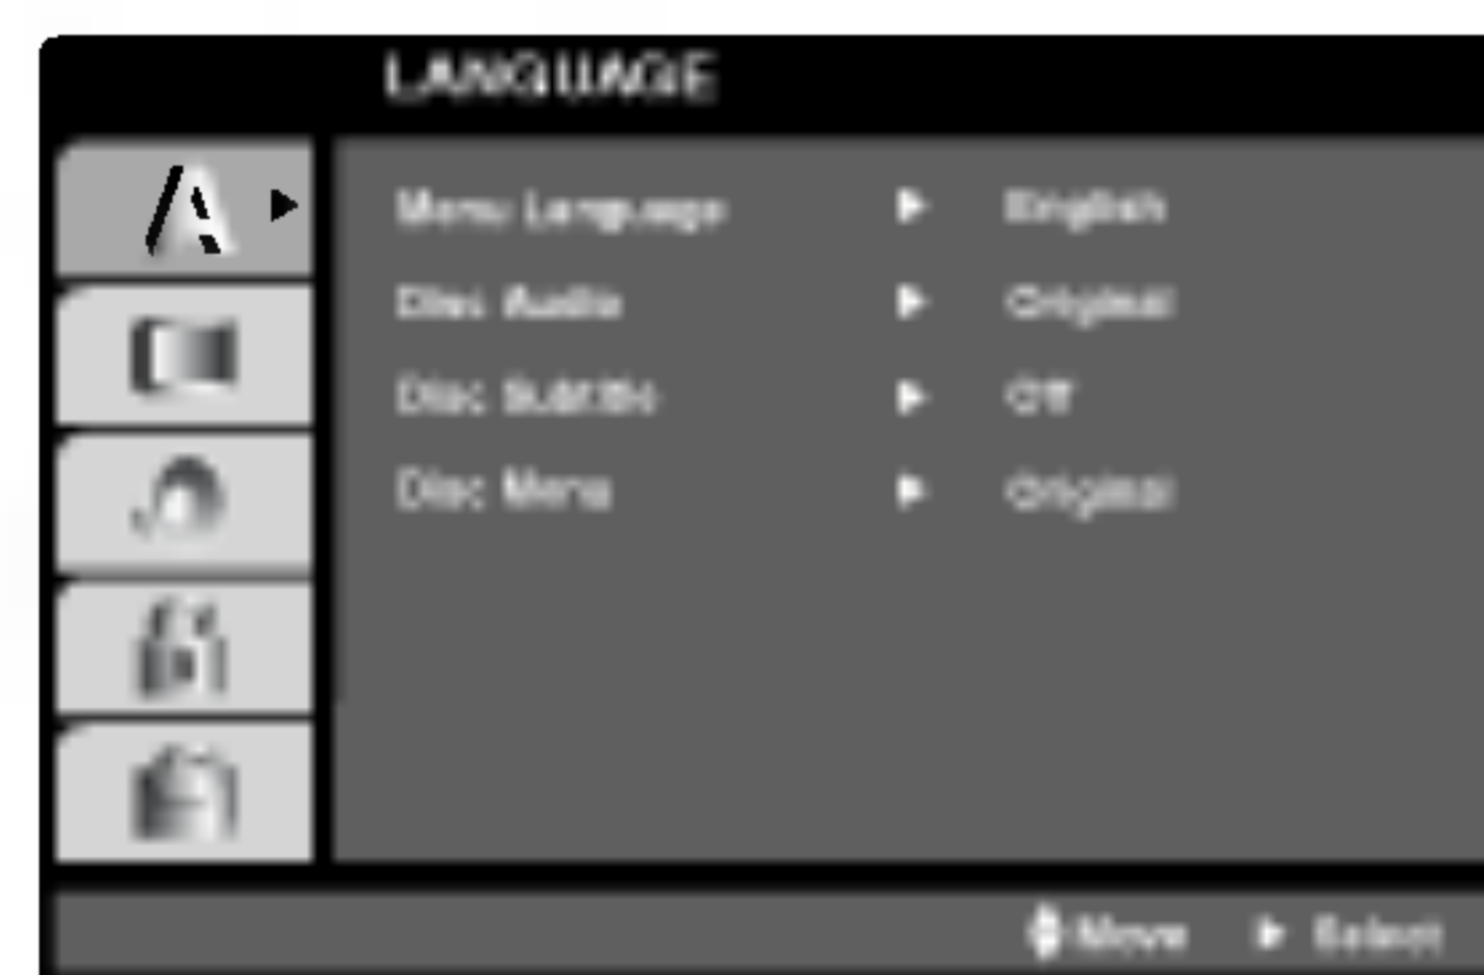 LANGUAGE
Menu Language ▶ English
Disc Audio ▶ Original
Disc Subtitle ▶ Off
Disc Menu ▶ Original
Move ▶ Select